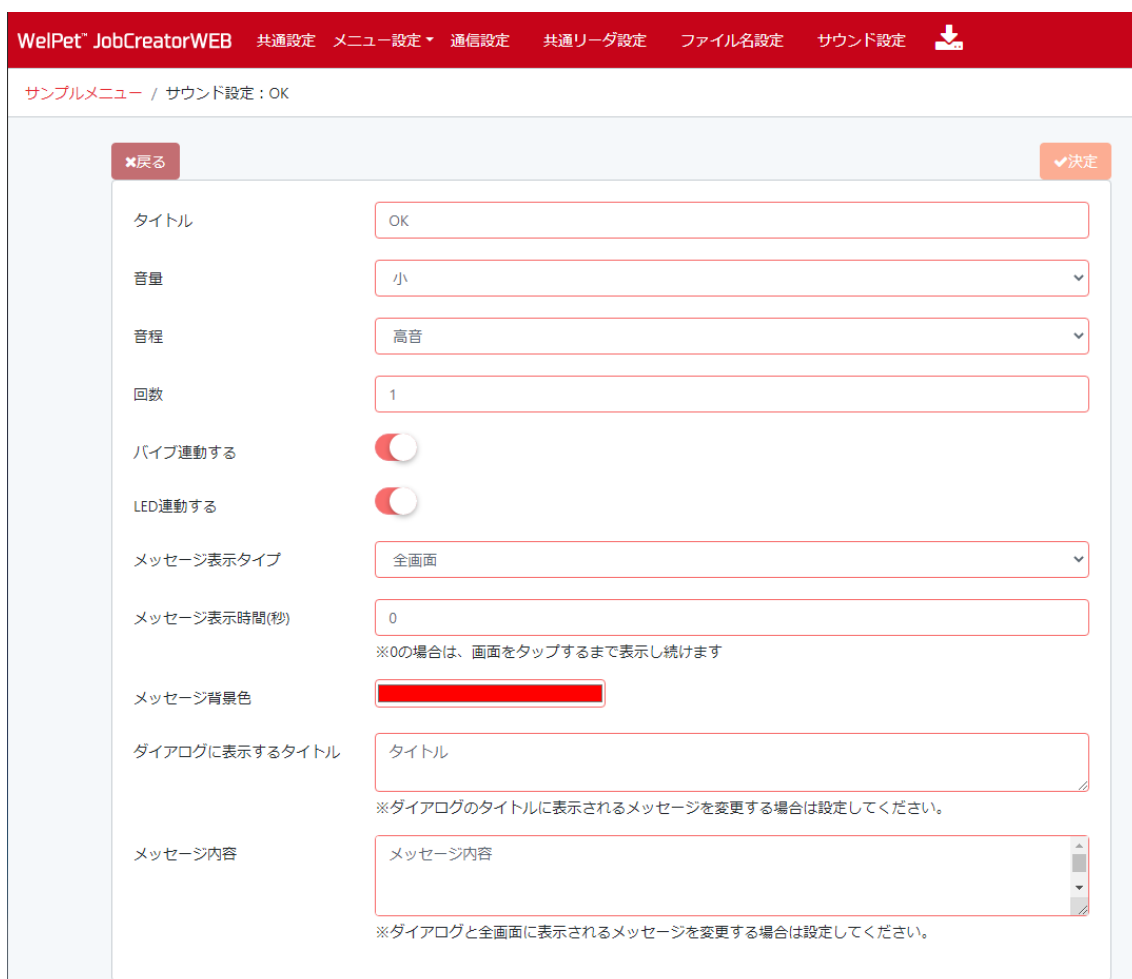 WelPet™ JobCreatorWEB 共通設定 メニュー設定 通信設定 共通リーダ設定 ファイル名設定 サウンド設定
サンプルメニュー / サウンド設定：OK
戻る 決定
タイトル OK
音量 小
音程 高音
回数 1
バイブ連動する
LED連動する
メッセージ表示タイプ 全画面
メッセージ表示時間(秒) 0
※0の場合は、画面をタップするまで表示し続けます
メッセージ背景色
ダイアログに表示するタイトル タイトル
※ダイアログのタイトルに表示されるメッセージを変更する場合は設定してください。
メッセージ内容 メッセージ内容
※ダイアログと全画面に表示されるメッセージを変更する場合は設定してください。